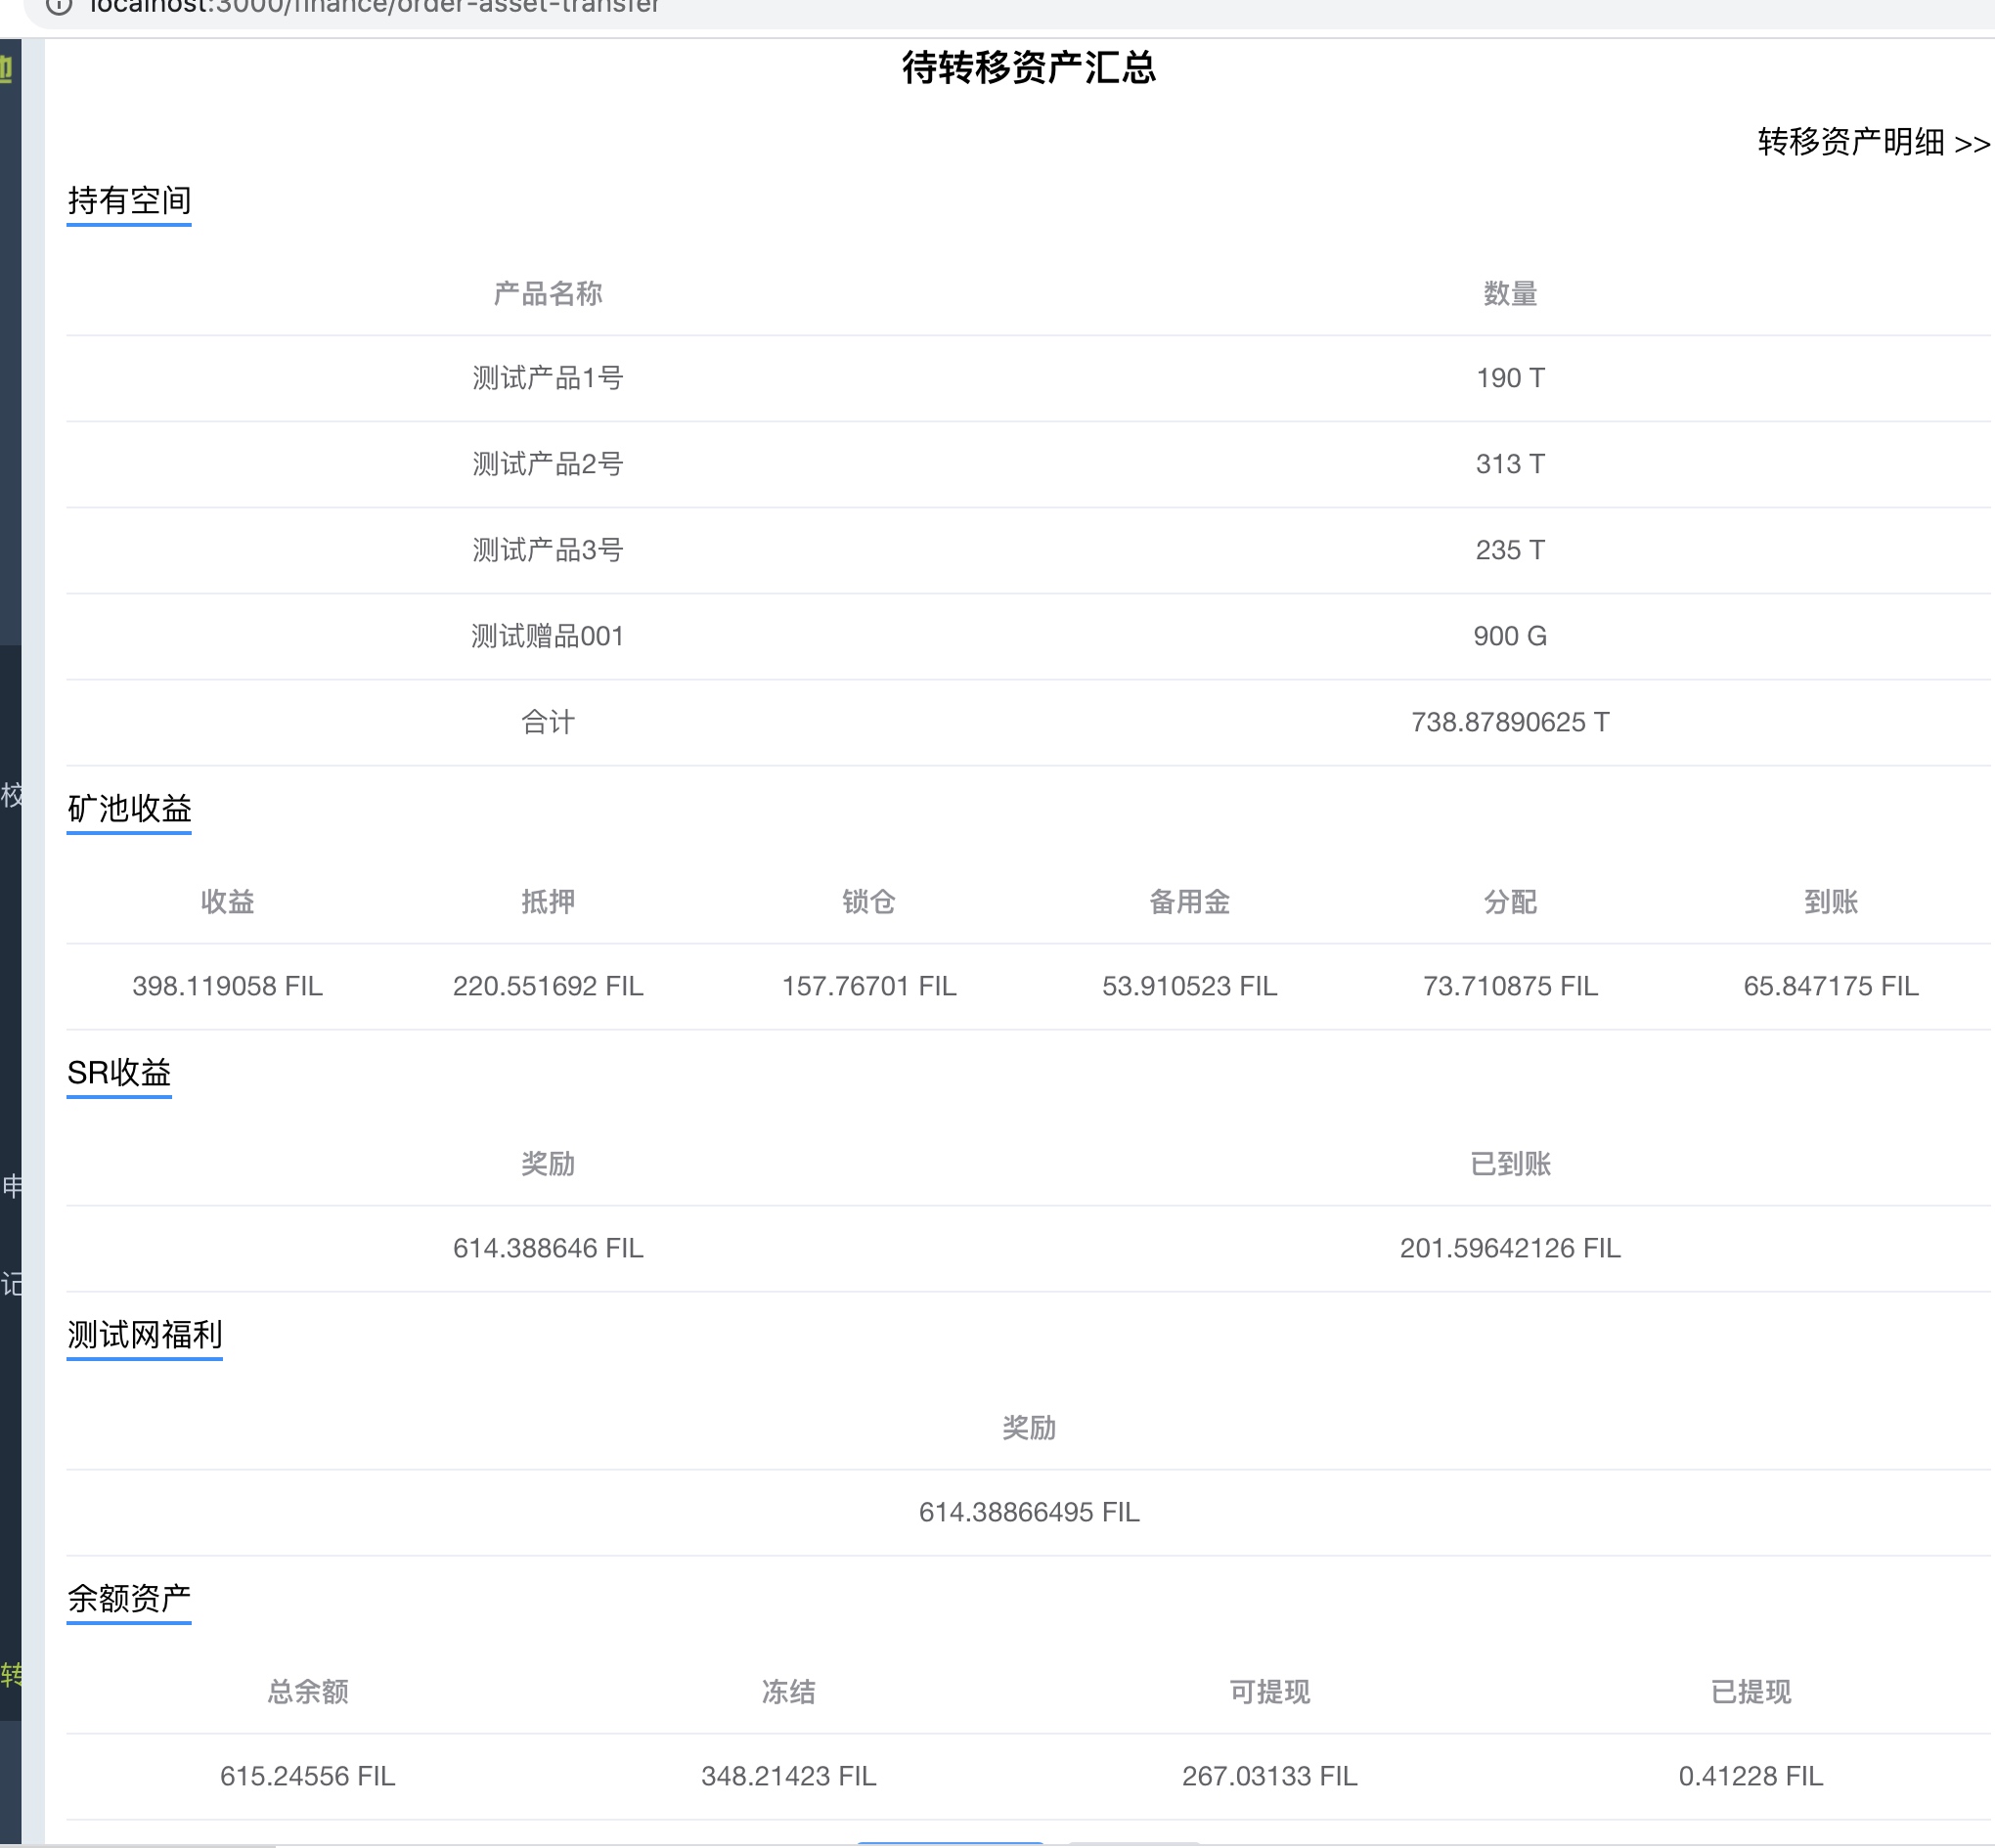 localhost:3000/finance/order-asset-transfer
待转移资产汇总
转移资产明细 >>
持有空间
产品名称 数量
测试产品1号 190 T
测试产品2号 313 T
测试产品3号 235 T
测试赠品001 900 G
合计 738.87890625 T
校
矿池收益
收益 抵押 锁仓 备用金 分配 到账
398.119058 FIL 220.551692 FIL 157.76701 FIL 53.910523 FIL 73.710875 FIL 65.847175 FIL
SR收益
奖励 已到账
申
614.388646 FIL 201.59642126 FIL
记
测试网福利
奖励
614.38866495 FIL
余额资产
转
总余额 冻结 可提现 已提现
615.24556 FIL 348.21423 FIL 267.03133 FIL 0.41228 FIL